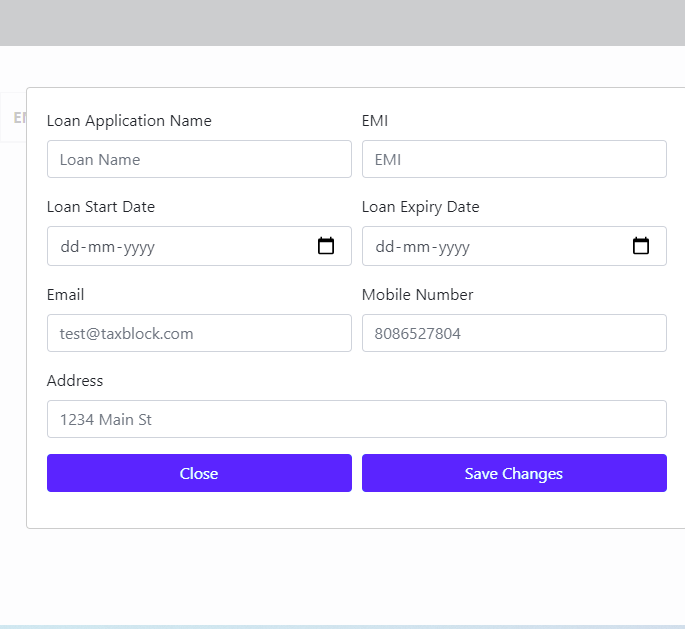 Loan Application Name EMI
Loan Name EMI
Loan Start Date Loan Expiry Date
dd-mm-yyyy dd-mm-yyyy
Email Mobile Number
test@taxblock.com 8086527804
Address
1234 Main St
Close Save Changes